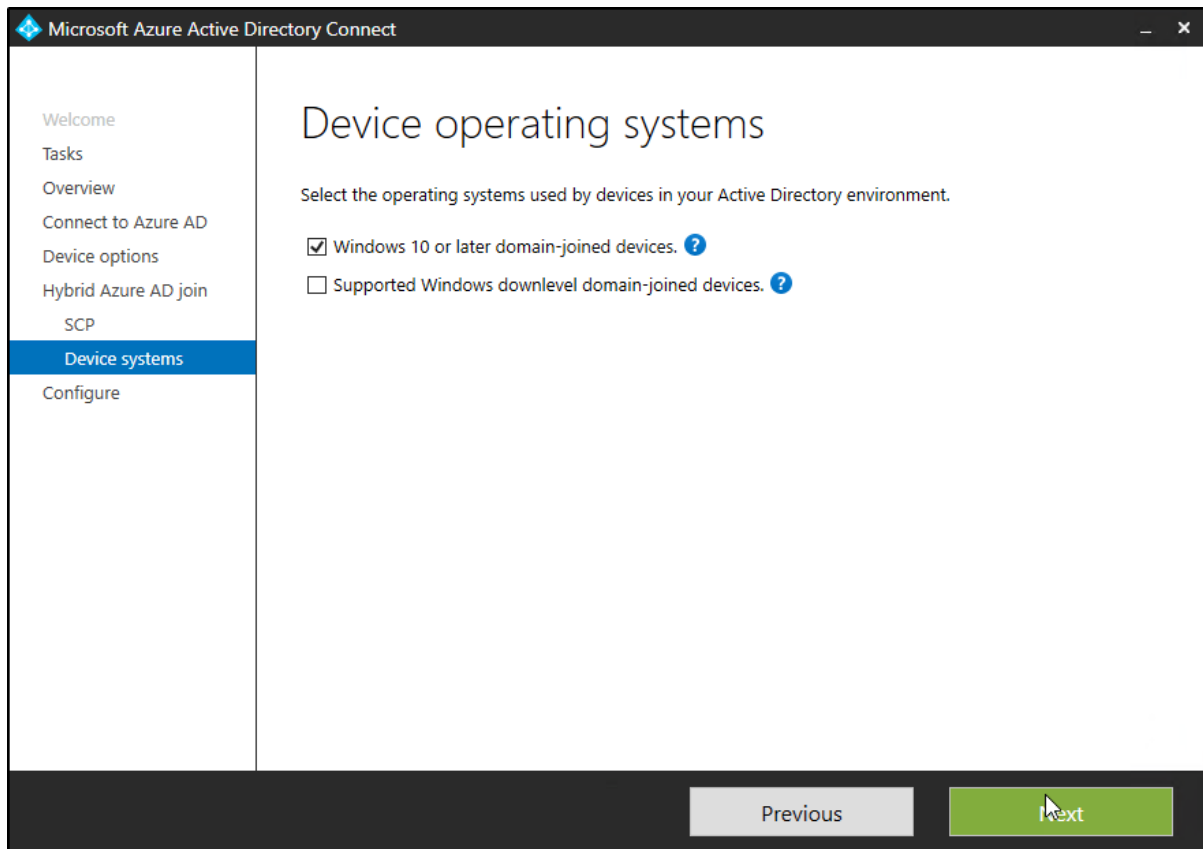 Microsoft Azure Active Directory Connect
Welcome
Tasks
Overview
Connect to Azure AD
Device options
Hybrid Azure AD join
SCP
Device systems
Configure
Device operating systems
Select the operating systems used by devices in your Active Directory environment.
Windows 10 or later domain-joined devices. ?
Supported Windows downlevel domain-joined devices. ?
Previous
Next